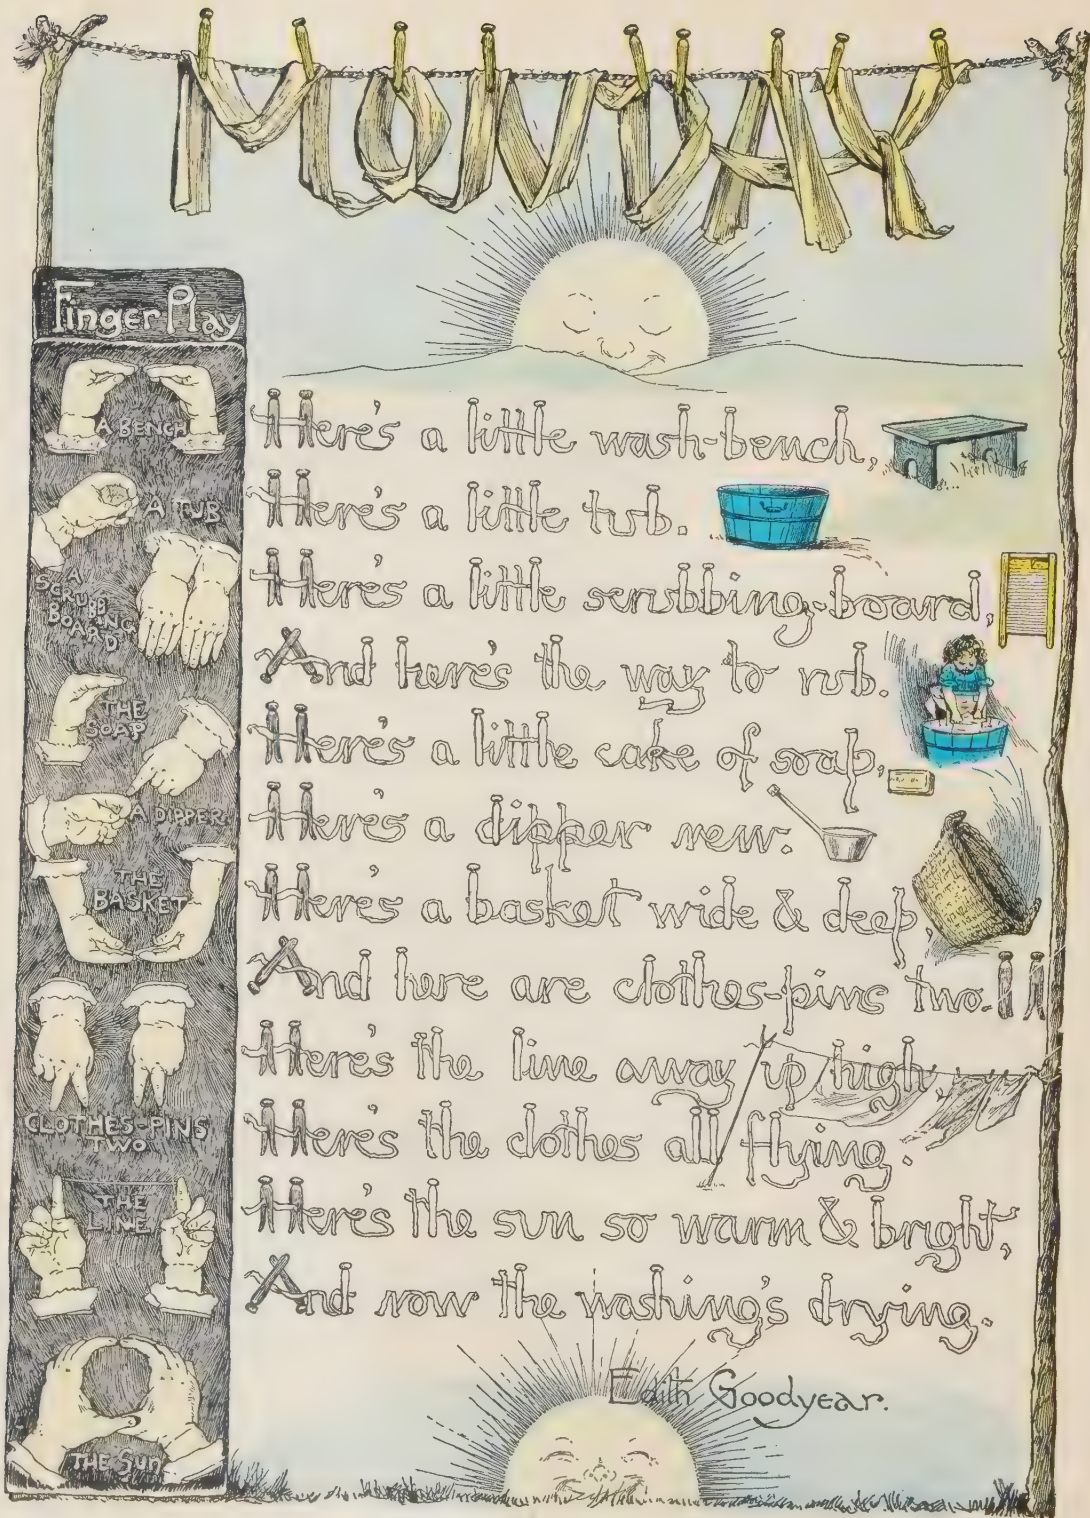 MONDAY
Finger Play
A BENCH
A TUB
A
SCRUBB
ING
BOARD
THE
SOAP
A DIPPER
THE
BASKET
CLOTHES-PINS
TWO
THE
LINE
THE SUN
Here's a little wash-bench,
Here's a little tub.
Here's a little scrubbing-board,
And here's the way to rub.
Here's a little cake of soap,
Here's a dipper new.
Here's a basket wide & deep,
And here are clothes-pins two.
Here's the line away up high,
Here's the clothes all flying.
Here's the sun so warm & bright,
And now the washing's drying.
Edith Goodyear.